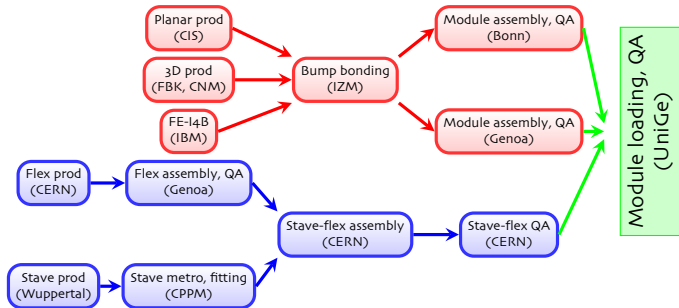 Planar prod
(CIS)
3D prod
(FBK, CNM)
FE-I4B
(IBM)
Bump bonding
(IZM)
Module assembly, QA
(Bonn)
Module assembly, QA
(Genoa)
Flex prod
(CERN)
Flex assembly, QA
(Genoa)
Stave-flex assembly
(CERN)
Stave-flex QA
(CERN)
Stave prod
(Wuppertal)
Stave metro, fitting
(CPPM)
Module loading, QA
(UniGe)